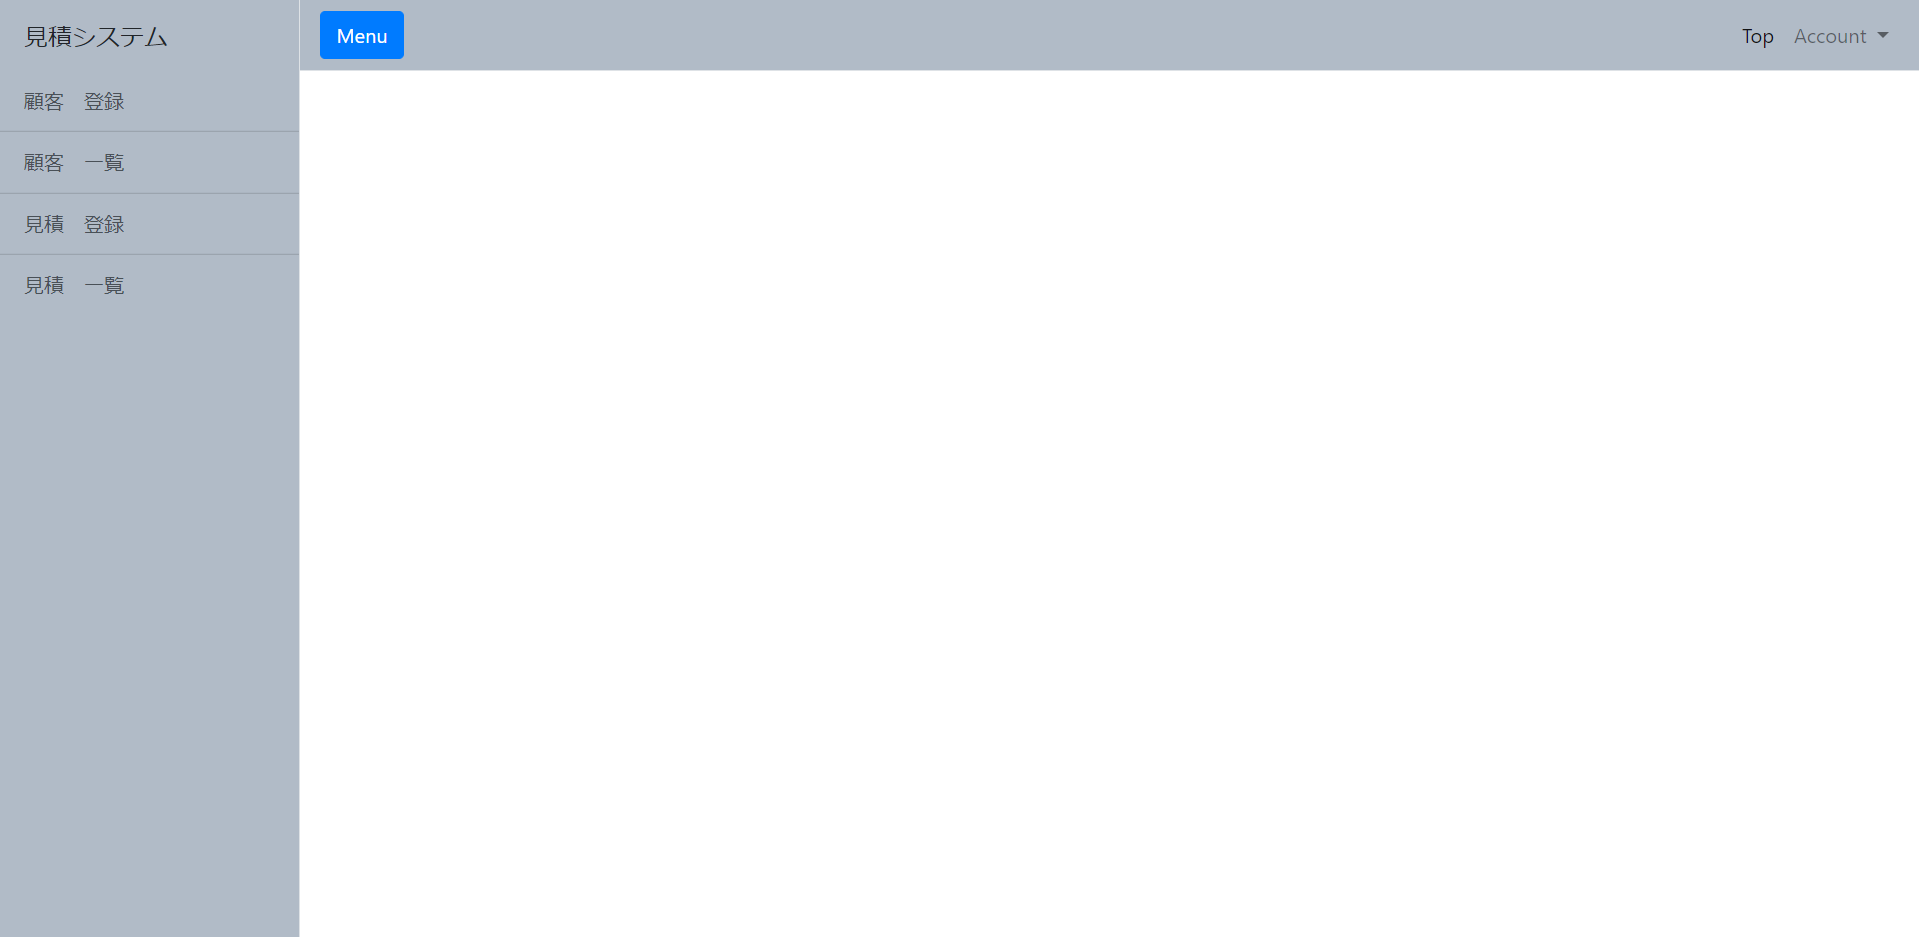 見積システム
Menu
Top
Account
顧客　登録
顧客　一覧
見積　登録
見積　一覧